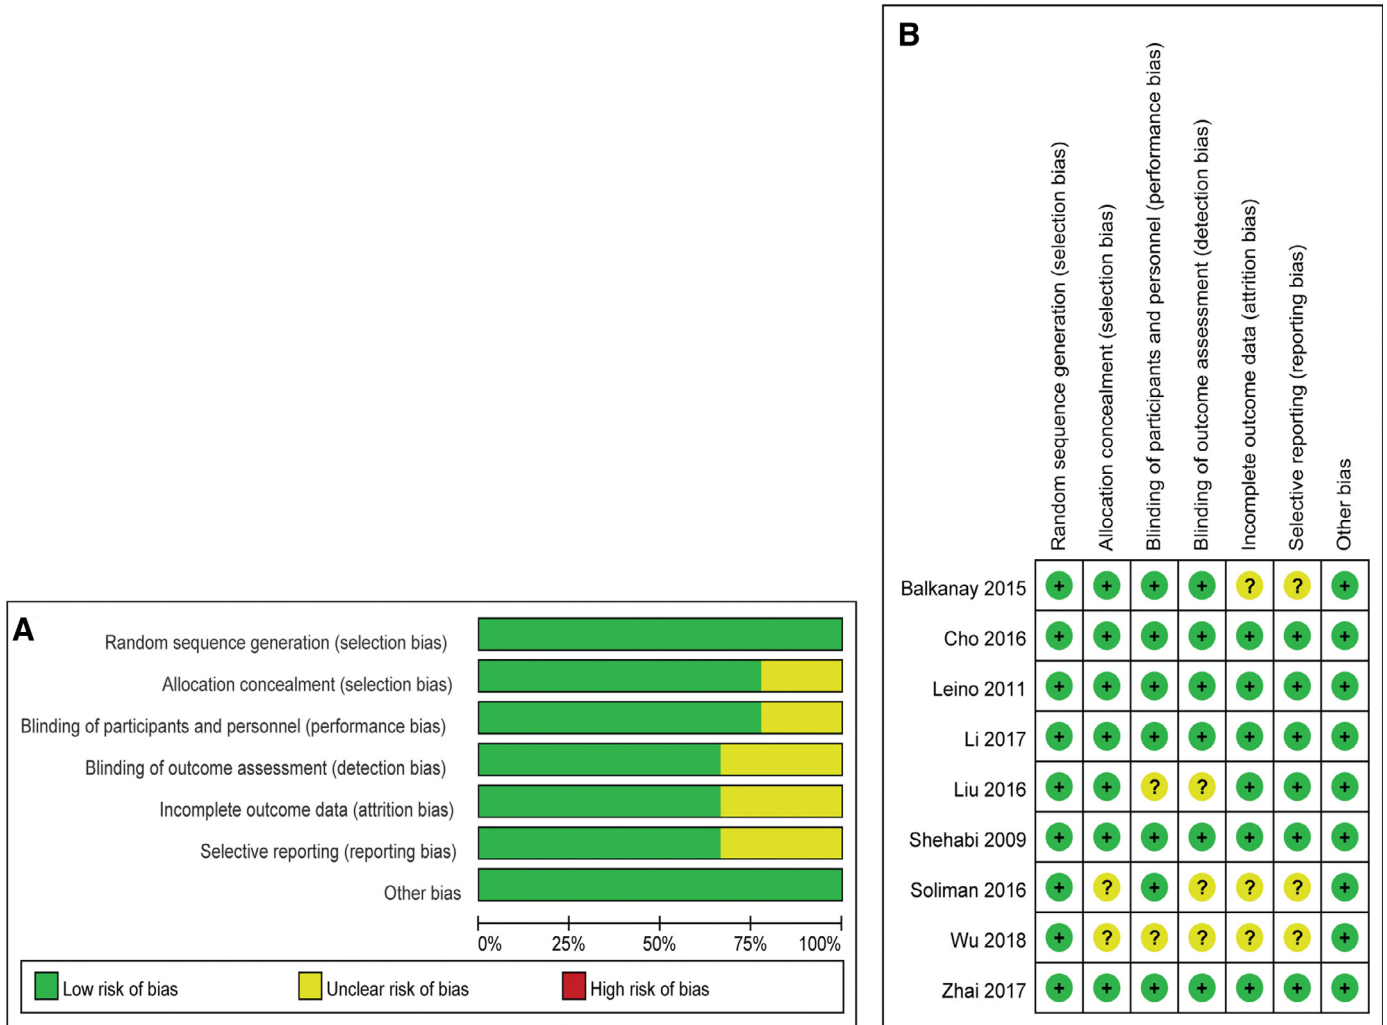 A
Random sequence generation (selection bias)
Allocation concealment (selection bias)
Blinding of participants and personnel (performance bias)
Blinding of outcome assessment (detection bias)
Incomplete outcome data (attrition bias)
Selective reporting (reporting bias)
Other bias
0% 25% 50% 75% 100%
Low risk of bias Unclear risk of bias High risk of bias
B
Random sequence generation (selection bias)
Allocation concealment (selection bias)
Blinding of participants and personnel (performance bias)
Blinding of outcome assessment (detection bias)
Incomplete outcome data (attrition bias)
Selective reporting (reporting bias)
Other bias
Balkanay 2015 + + + + ? ? +
Cho 2016 + + + + + + +
Leino 2011 + + + + + + +
Li 2017 + + + + + + +
Liu 2016 + + ? ? + + +
Shehabi 2009 + + + + + + +
Soliman 2016 + ? + ? ? ? +
Wu 2018 + ? ? ? ? ? +
Zhai 2017 + + + + + + +